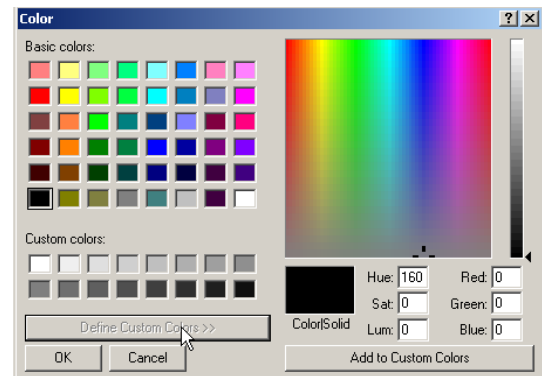 Color
Basic colors:
Custom colors:
Define Custom Colors >>
OK Cancel
Color|Solid
Hue: 160 Red: 0
Sat: 0 Green: 0
Lum: 0 Blue: 0
Add to Custom Colors